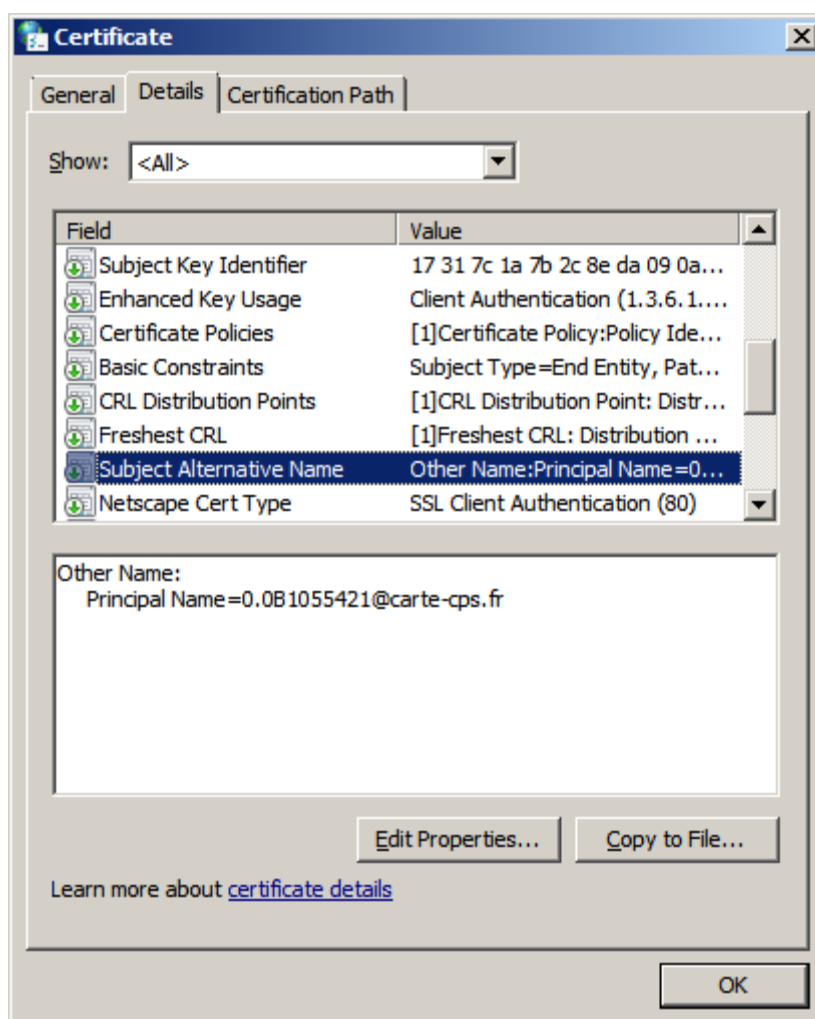 Certificate
General Details Certification Path
Show: <All>
Field Value
Subject Key Identifier 17 31 7c 1a 7b 2c 8e da 09 0a...
Enhanced Key Usage Client Authentication (1.3.6.1....
Certificate Policies [1]Certificate Policy:Policy Ide...
Basic Constraints Subject Type=End Entity, Pat...
CRL Distribution Points [1]CRL Distribution Point: Distr...
Freshest CRL [1]Freshest CRL: Distribution ...
Subject Alternative Name Other Name:Principal Name=0....
Netscape Cert Type SSL Client Authentication (80)
Other Name:
Principal Name=0.0B1055421@carte-cps.fr
Edit Properties... Copy to File...
Learn more about certificate details
OK